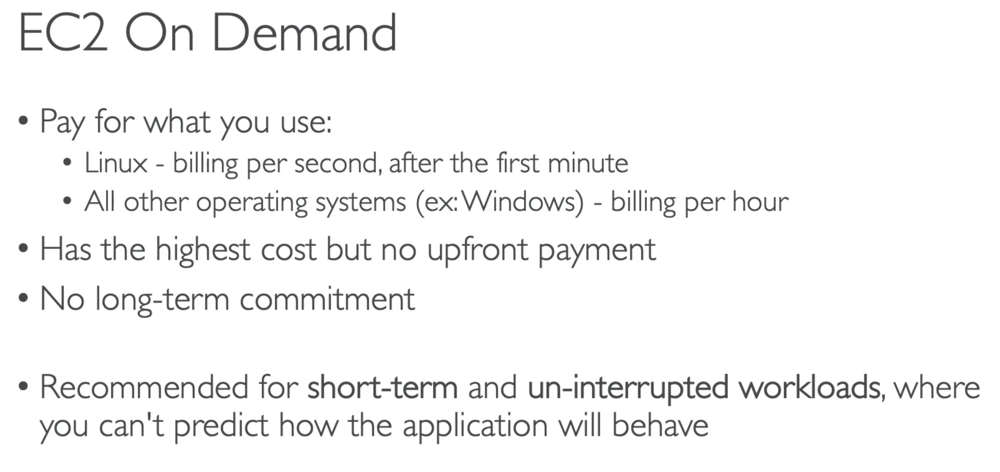 EC2 On Demand
• Pay for what you use:
• Linux - billing per second, after the first minute
• All other operating systems (ex: Windows) - billing per hour
• Has the highest cost but no upfront payment
• No long-term commitment
• Recommended for short-term and un-interrupted workloads, where
you can't predict how the application will behave